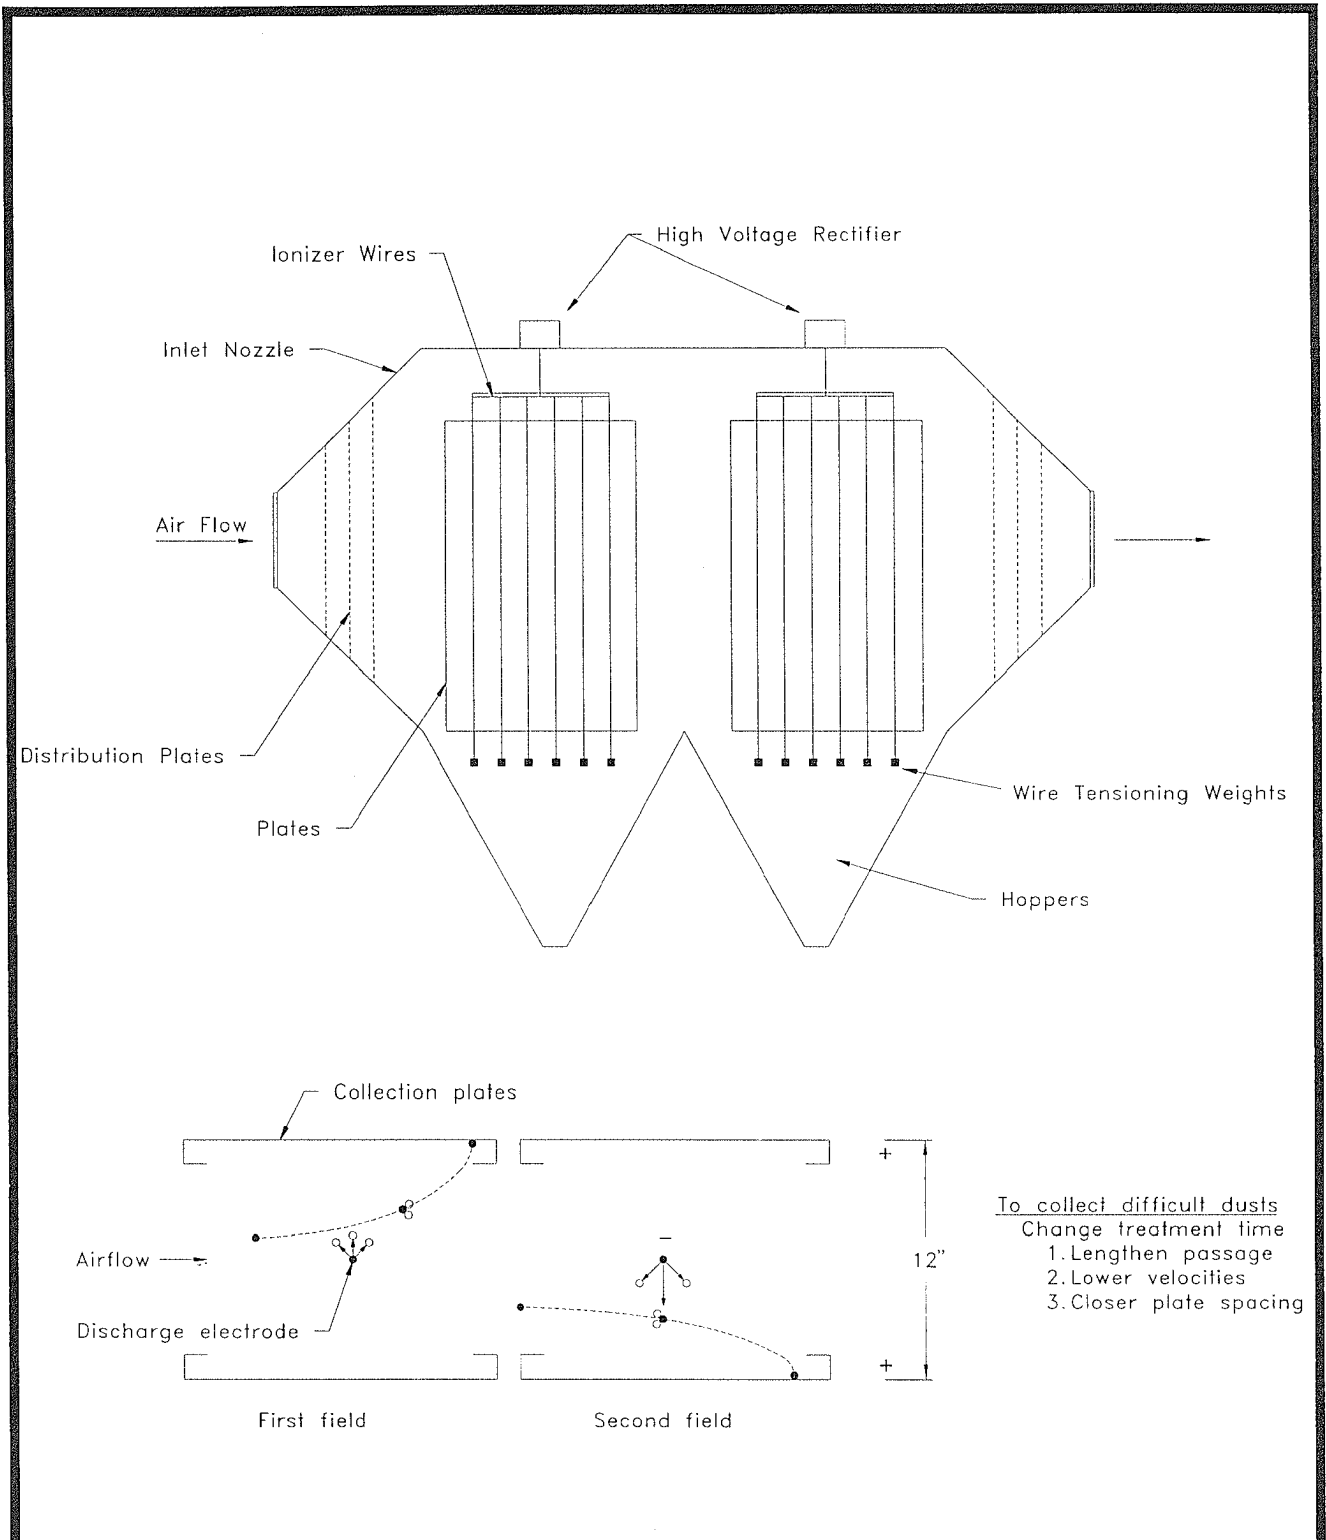 High Voltage Rectifier
Ionizer Wires
Inlet Nozzle
Air Flow
Distribution Plates
Wire Tensioning Weights
Plates
Hoppers
Collection plates
+
To collect difficult dusts
Change treatment time
1. Lengthen passage
2. Lower velocities
3. Closer plate spacing
Airflow
−
12"
Discharge electrode
+
First field
Second field